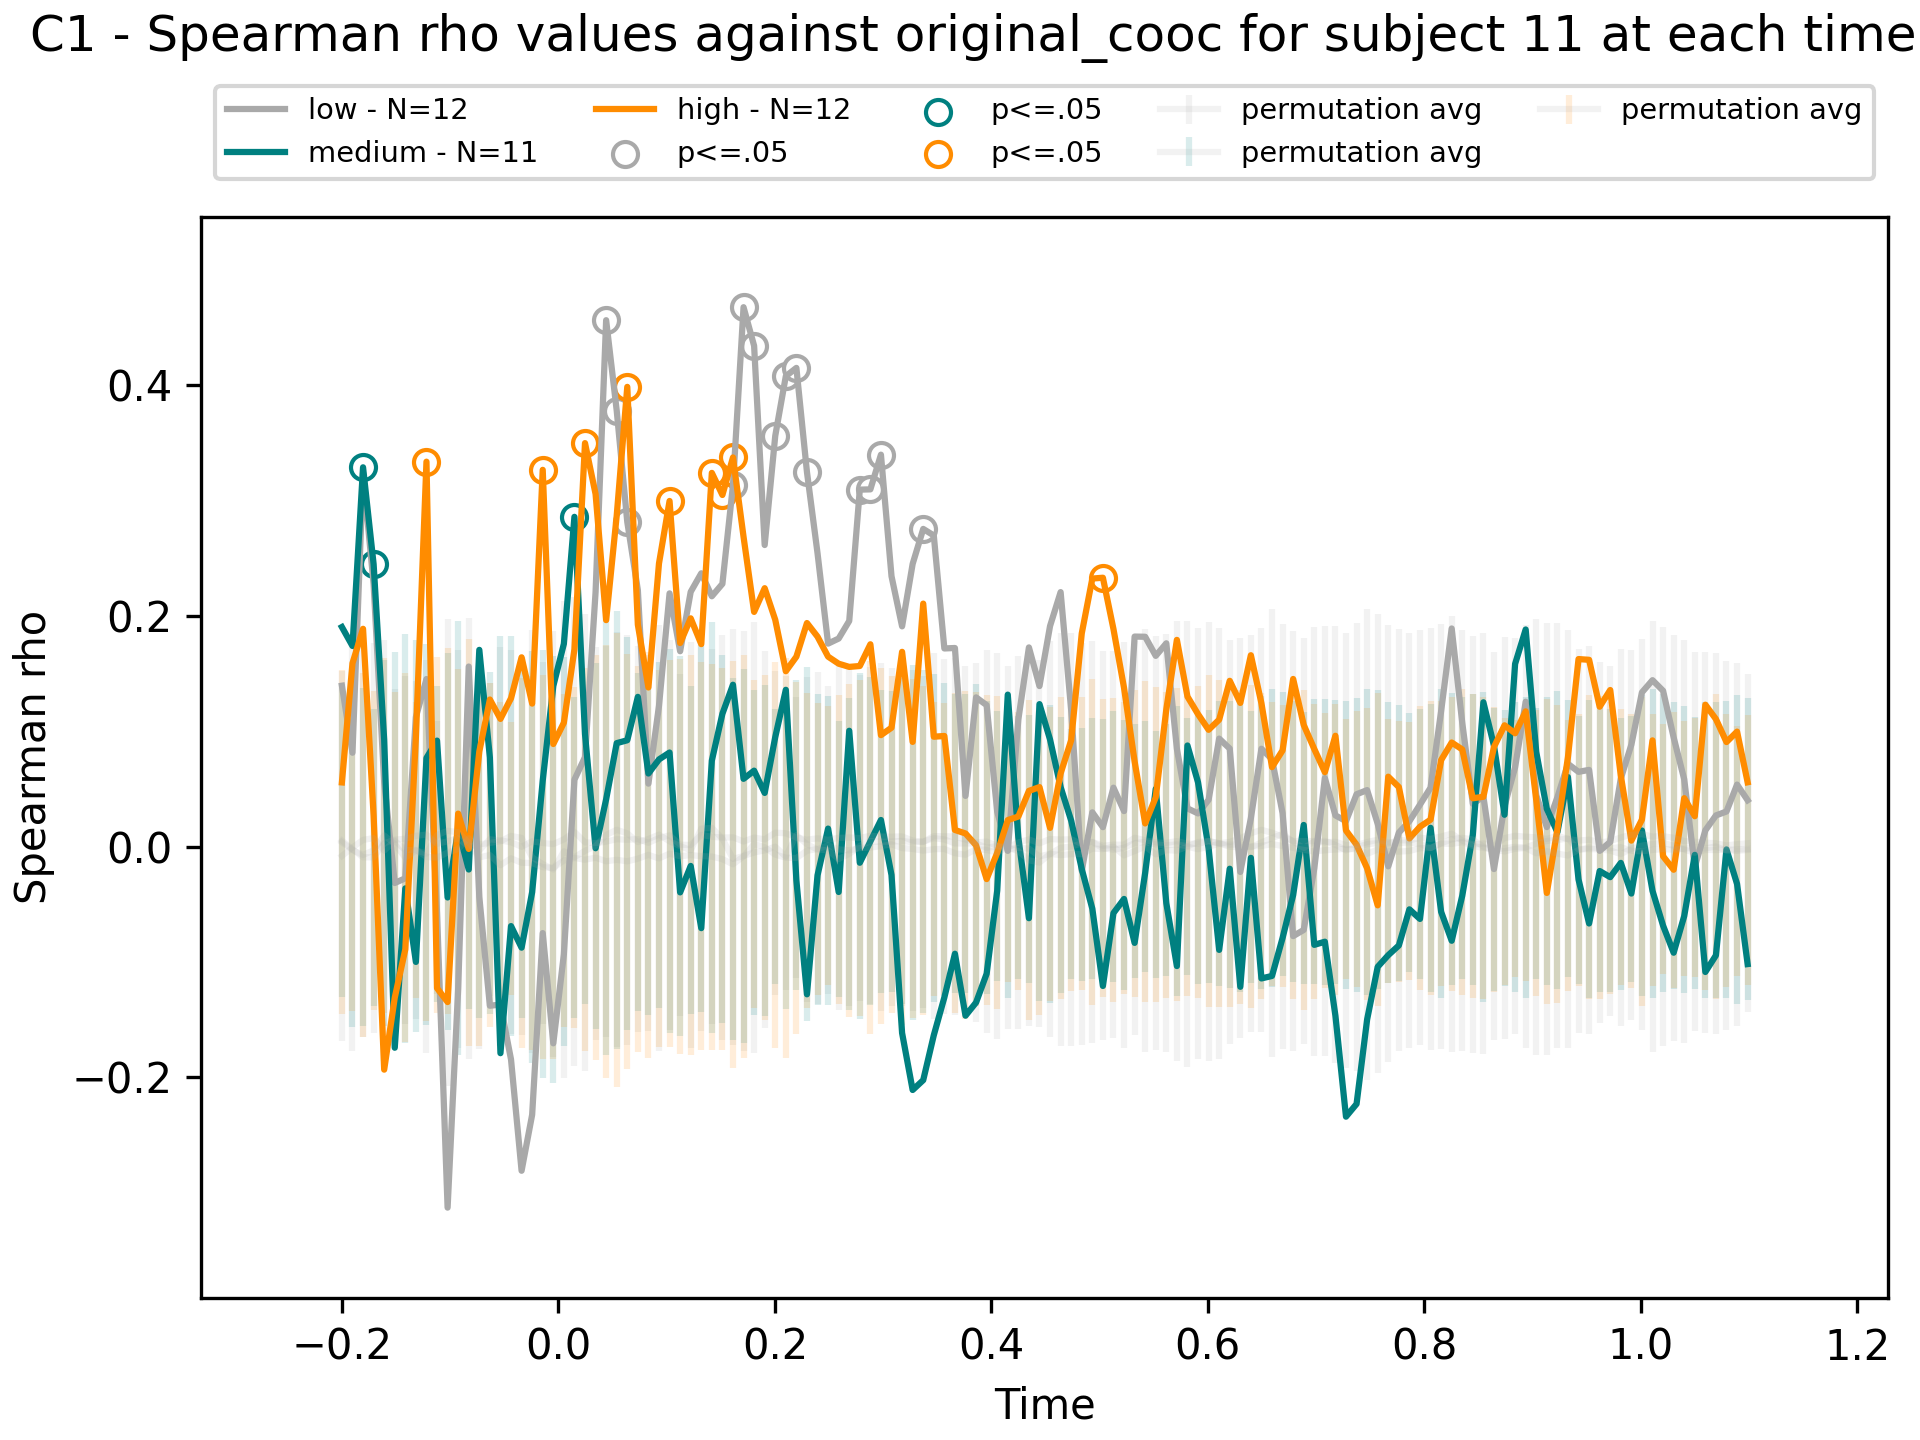 C1 - Spearman rho values against original_cooc for subject 11 at each time
low - N=12
medium - N=11
high - N=12
p<=.05
p<=.05
p<=.05
permutation avg
permutation avg
permutation avg
Spearman rho
0.4
0.2
0.0
−0.2
−0.2 0.0 0.2 0.4 0.6 0.8 1.0 1.2
Time